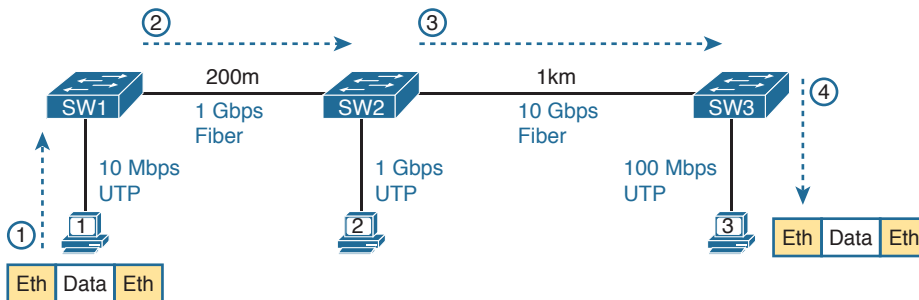 2
3
200m
1km
SW1
SW2
SW3
4
1 Gbps
Fiber
10 Gbps
Fiber
10 Mbps
UTP
1 Gbps
UTP
100 Mbps
UTP
1
1
2
3
Eth Data Eth
Eth Data Eth